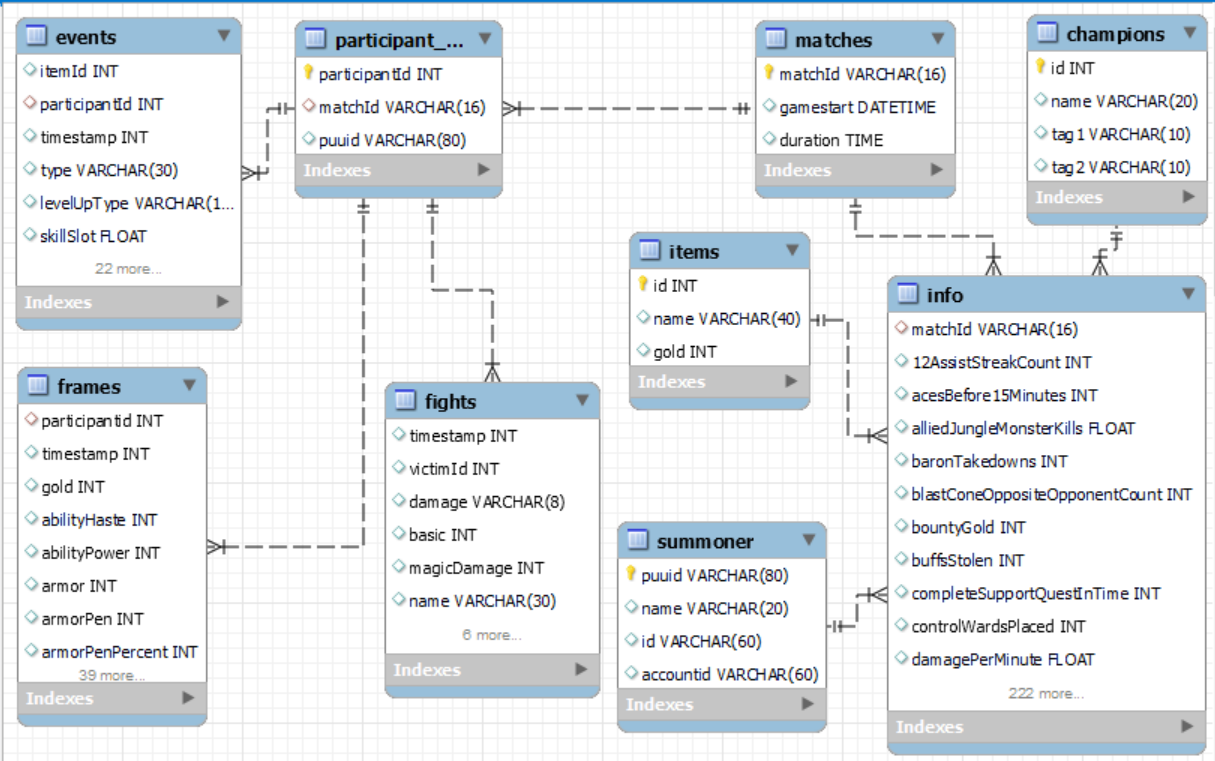 events
itemId INT
participantId INT
timestamp INT
type VARCHAR(30)
levelUpType VARCHAR(1...
skillSlot FLOAT
22 more...
Indexes
participant_...
participantId INT
matchId VARCHAR(16)
puuid VARCHAR(80)
Indexes
matches
matchId VARCHAR(16)
gamestart DATETIME
duration TIME
Indexes
champions
id INT
name VARCHAR(20)
tag1 VARCHAR(10)
tag2 VARCHAR(10)
Indexes
items
id INT
name VARCHAR(40)
gold INT
Indexes
info
matchId VARCHAR(16)
12AssistStreakCount INT
acesBefore15Minutes INT
alliedJungleMonsterKills FLOAT
baronTakedowns INT
blastConeOppositeOpponentCount INT
bountyGold INT
buffsStolen INT
completeSupportQuestInTime INT
controlWardsPlaced INT
damagePerMinute FLOAT
222 more...
Indexes
frames
participantid INT
timestamp INT
gold INT
abilityHaste INT
abilityPower INT
armor INT
armorPen INT
armorPenPercent INT
39 more...
Indexes
fights
timestamp INT
victimId INT
damage VARCHAR(8)
basic INT
magicDamage INT
name VARCHAR(30)
6 more...
Indexes
summoner
puuid VARCHAR(80)
name VARCHAR(20)
id VARCHAR(60)
accountid VARCHAR(60)
Indexes